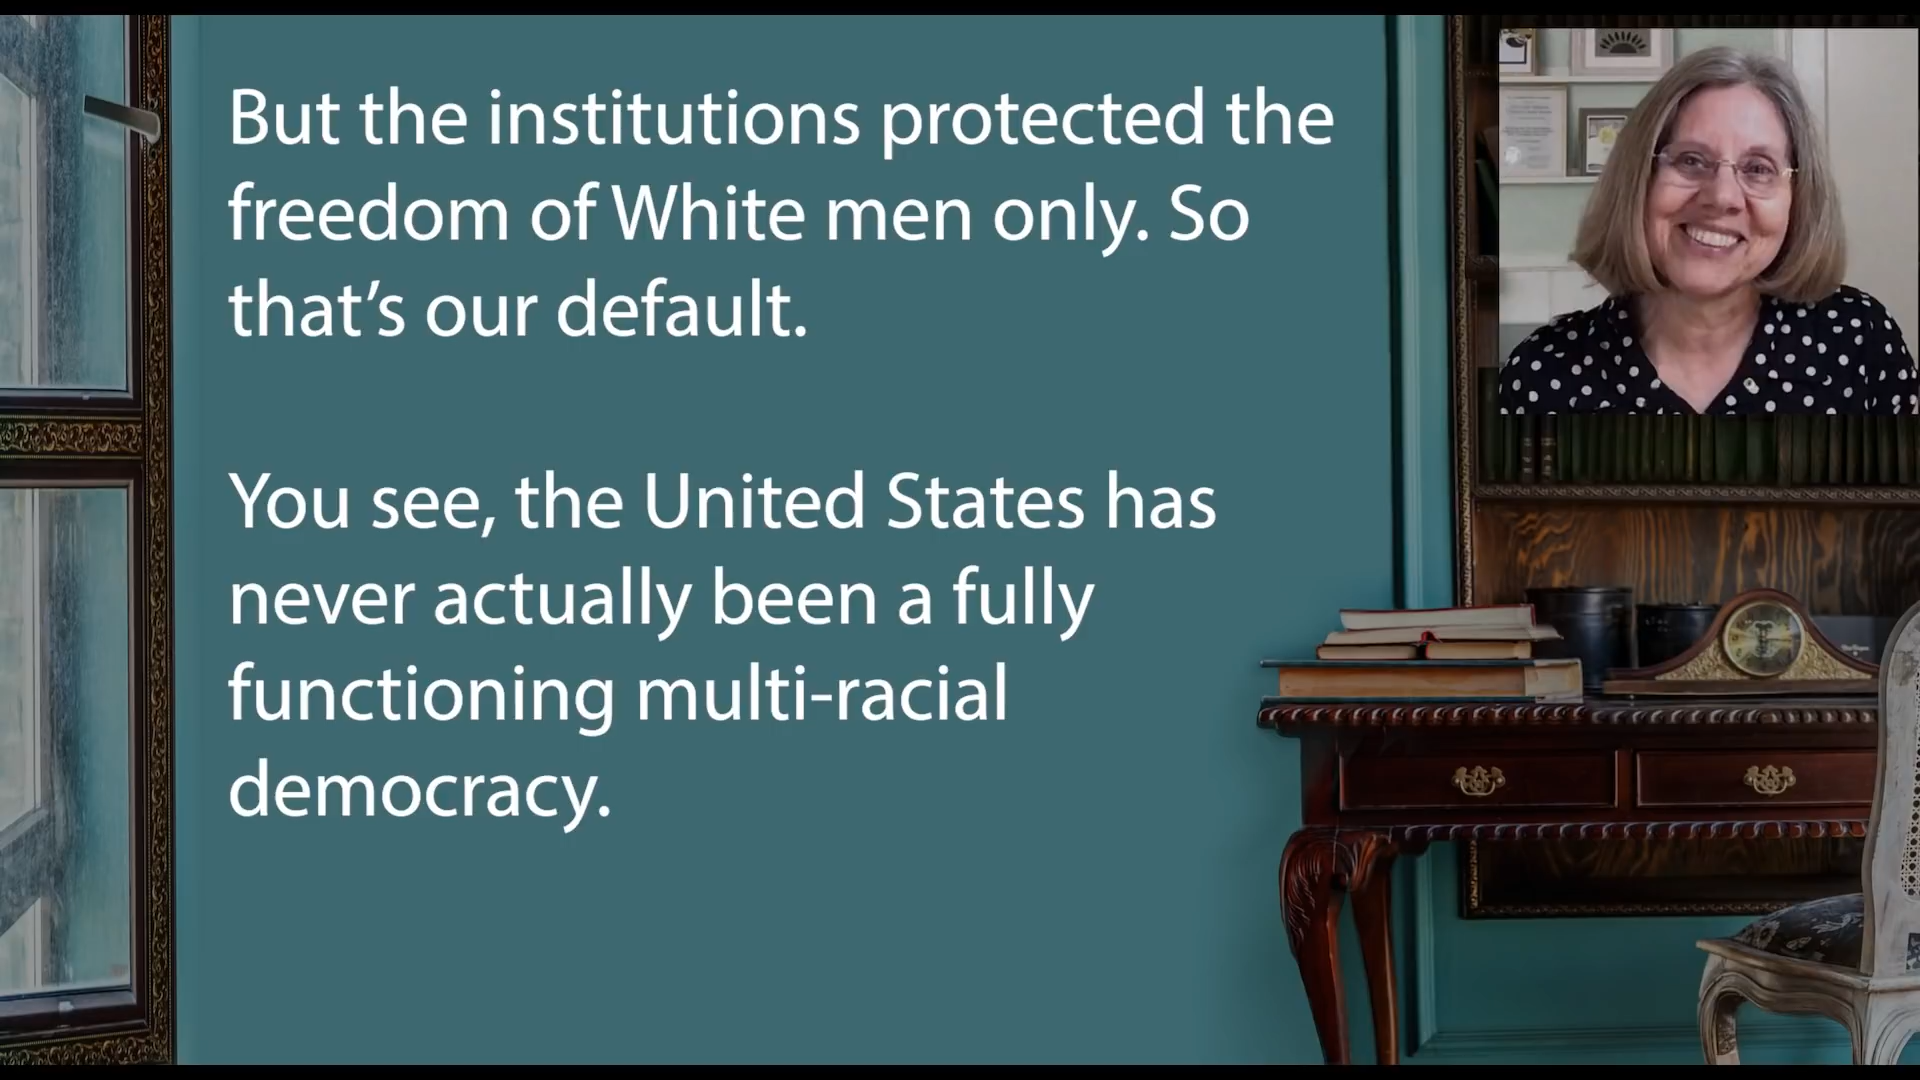 But the institutions protected the
freedom of White men only. So
that’s our default.
You see, the United States has
never actually been a fully
functioning multi-racial
democracy.